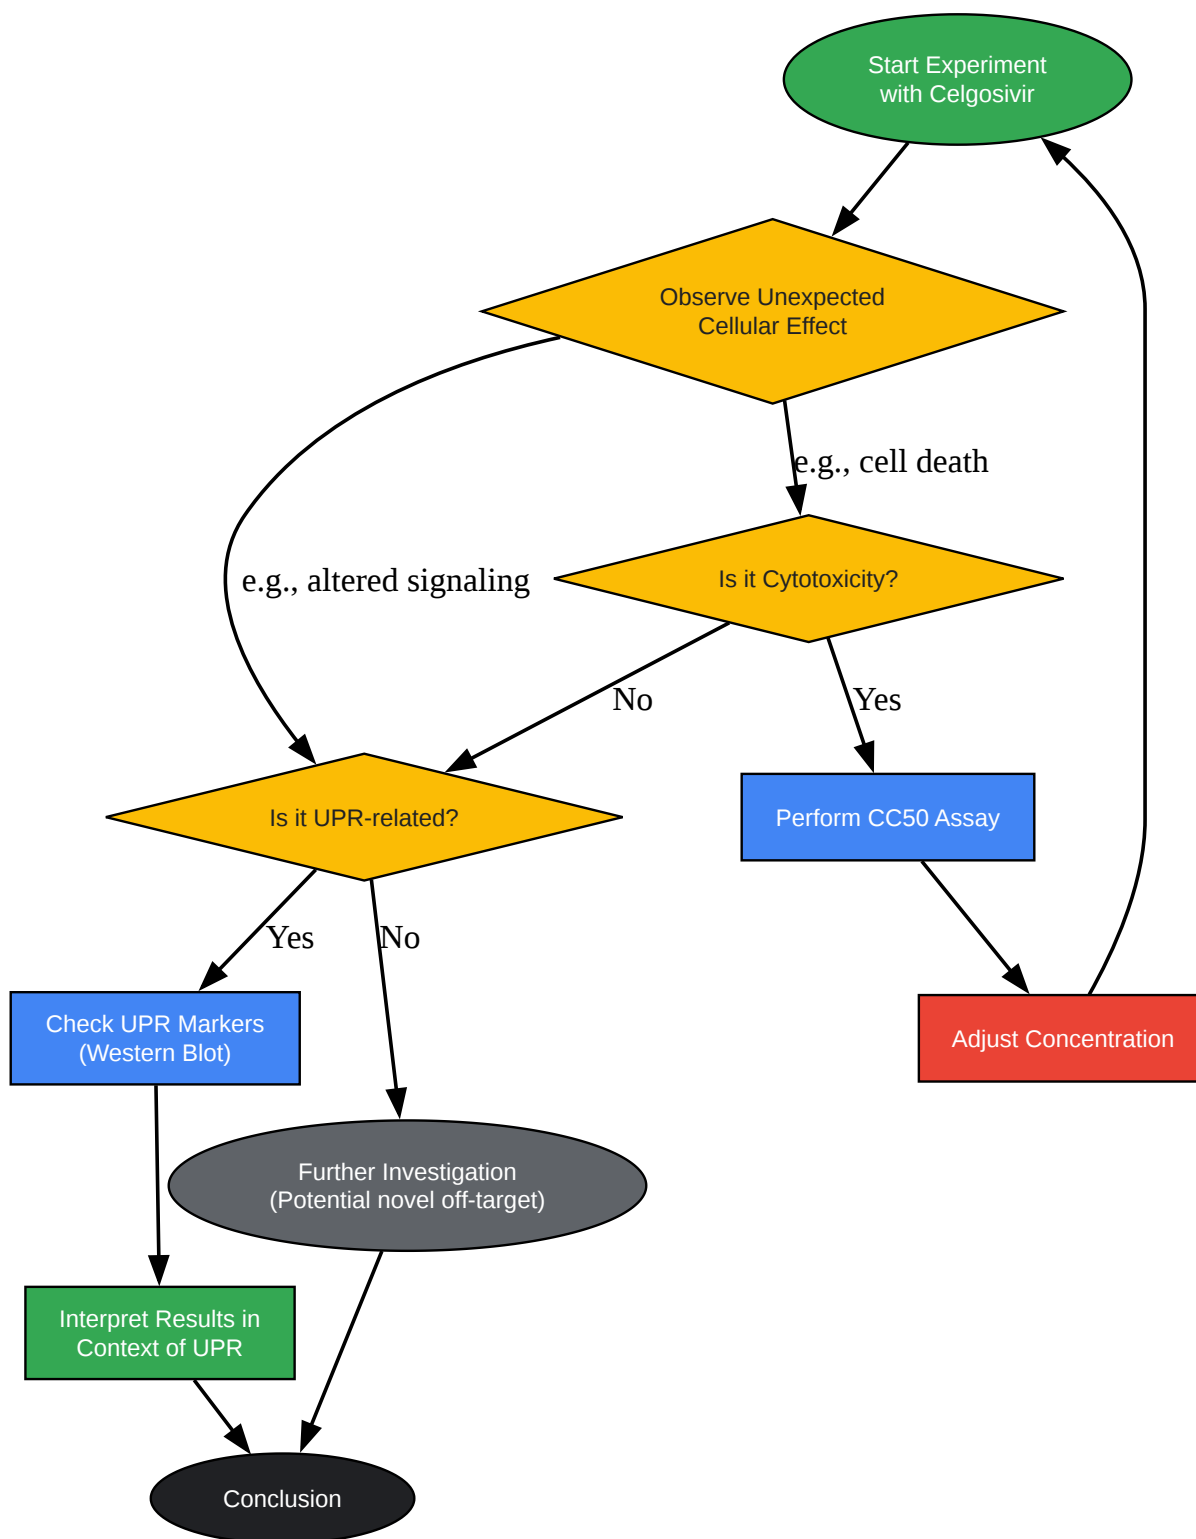 Start Experiment
with Celgosivir
Observe Unexpected
Cellular Effect
e.g., cell death
e.g., altered signaling
Is it Cytotoxicity?
No
Yes
Is it UPR-related?
Perform CC50 Assay
Yes
No
Check UPR Markers
(Western Blot)
Adjust Concentration
Further Investigation
(Potential novel off-target)
Interpret Results in
Context of UPR
Conclusion